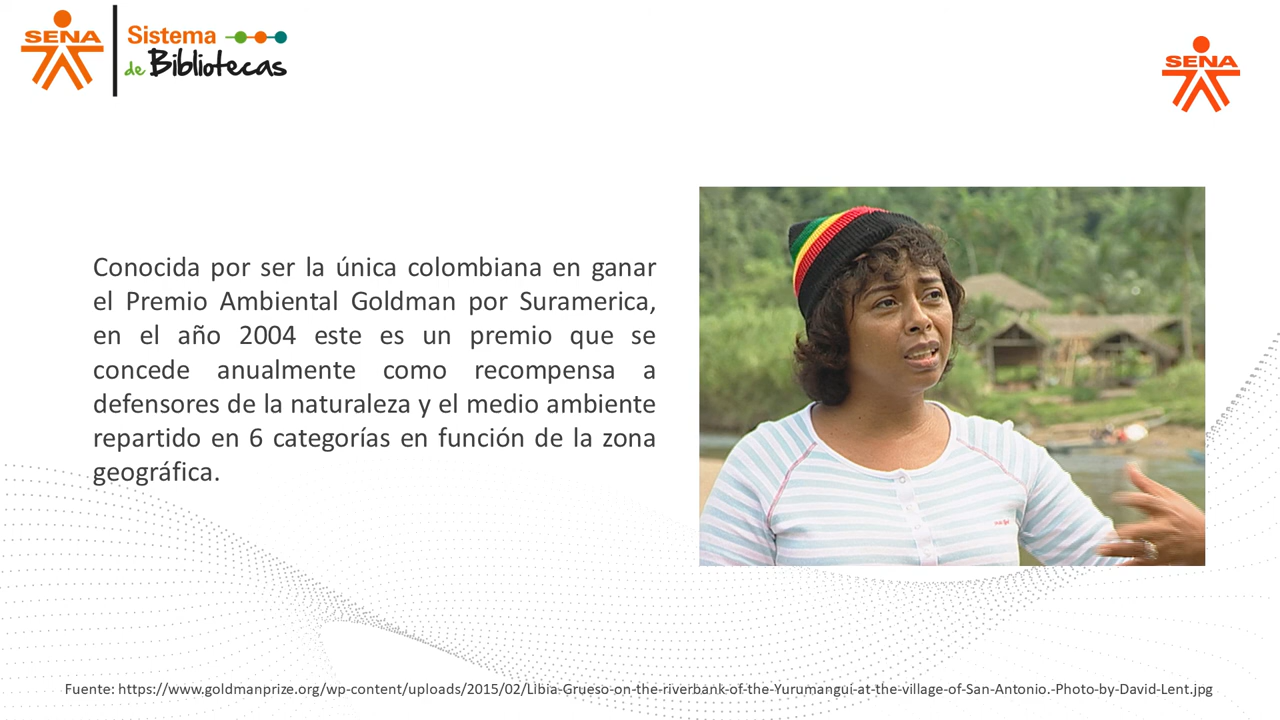 SENA
Sistema
de Bibliotecas
SENA
Conocida por ser la única colombiana en ganar
el Premio Ambiental Goldman por Suramerica,
en el año 2004 este es un premio que se
concede anualmente como recompensa a
defensores de la naturaleza y el medio ambiente
repartido en 6 categorías en función de la zona
geográfica.
Fuente: https://www.goldmanprize.org/wp-content/uploads/2015/02/Libia-Grueso-on-the-riverbank-of-the-Yurumanguí-at-the-village-of-San-Antonio.-Photo-by-David-Lent.jpg